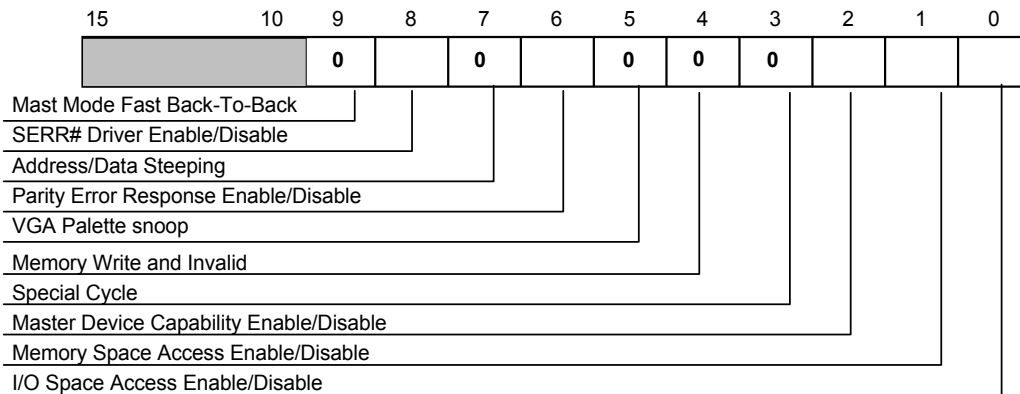 15 10 9 8 7 6 5 4 3 2 1 0
0 0 0 0 0
Mast Mode Fast Back-To-Back
SERR# Driver Enable/Disable
Address/Data Steeping
Parity Error Response Enable/Disable
VGA Palette snoop
Memory Write and Invalid
Special Cycle
Master Device Capability Enable/Disable
Memory Space Access Enable/Disable
I/O Space Access Enable/Disable